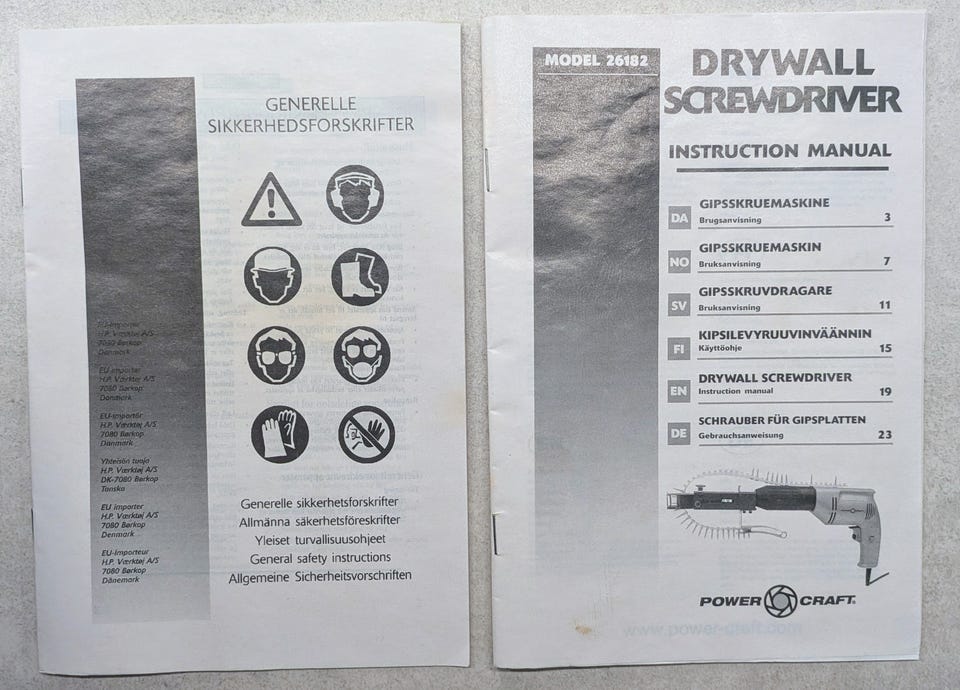 GENERELLE
SIKKERHEDSFORSKRIFTER
EU-importer
H.P. Værktøj A/S
7080 Børkop
Danmark
EU importer
H.P. Værktøy A/S
7080 Børkop
Danmark
EU-importör
H.P. Værktøj A/S
7080 Børkop
Danmark
Yhteisön tuoja
H.P. Værktøj A/S
DK-7080 Børkop
Tanska
EU importer
H.P. Værktøj A/S
7080 Børkop
Denmark
EU-Importeur
H.P. Værktøj A/S
7080 Børkop
Dänemark
Generelle sikkerhetsforskrifter
Allmänna säkerhetsföreskrifter
Yleiset turvallisuusohjeet
General safety instructions
Allgemeine Sicherheitsvorschriften
MODEL 26182
DRYWALL
SCREWDRIVER
INSTRUCTION MANUAL
DA GIPSSKRUEMASKINE
Brugsanvisning 3
NO GIPSSKRUEMASKIN
Bruksanvisning 7
SV GIPSSKRUVDRAGARE
Bruksanvisning 11
FI KIPSILEVYRUUVINVÄÄNNIN
Käyttöohje 15
EN DRYWALL SCREWDRIVER
Instruction manual 19
DE SCHRAUBER FÜR GIPSPLATTEN
Gebrauchsanweisung 23
POWER CRAFT®
www.power-craft.com